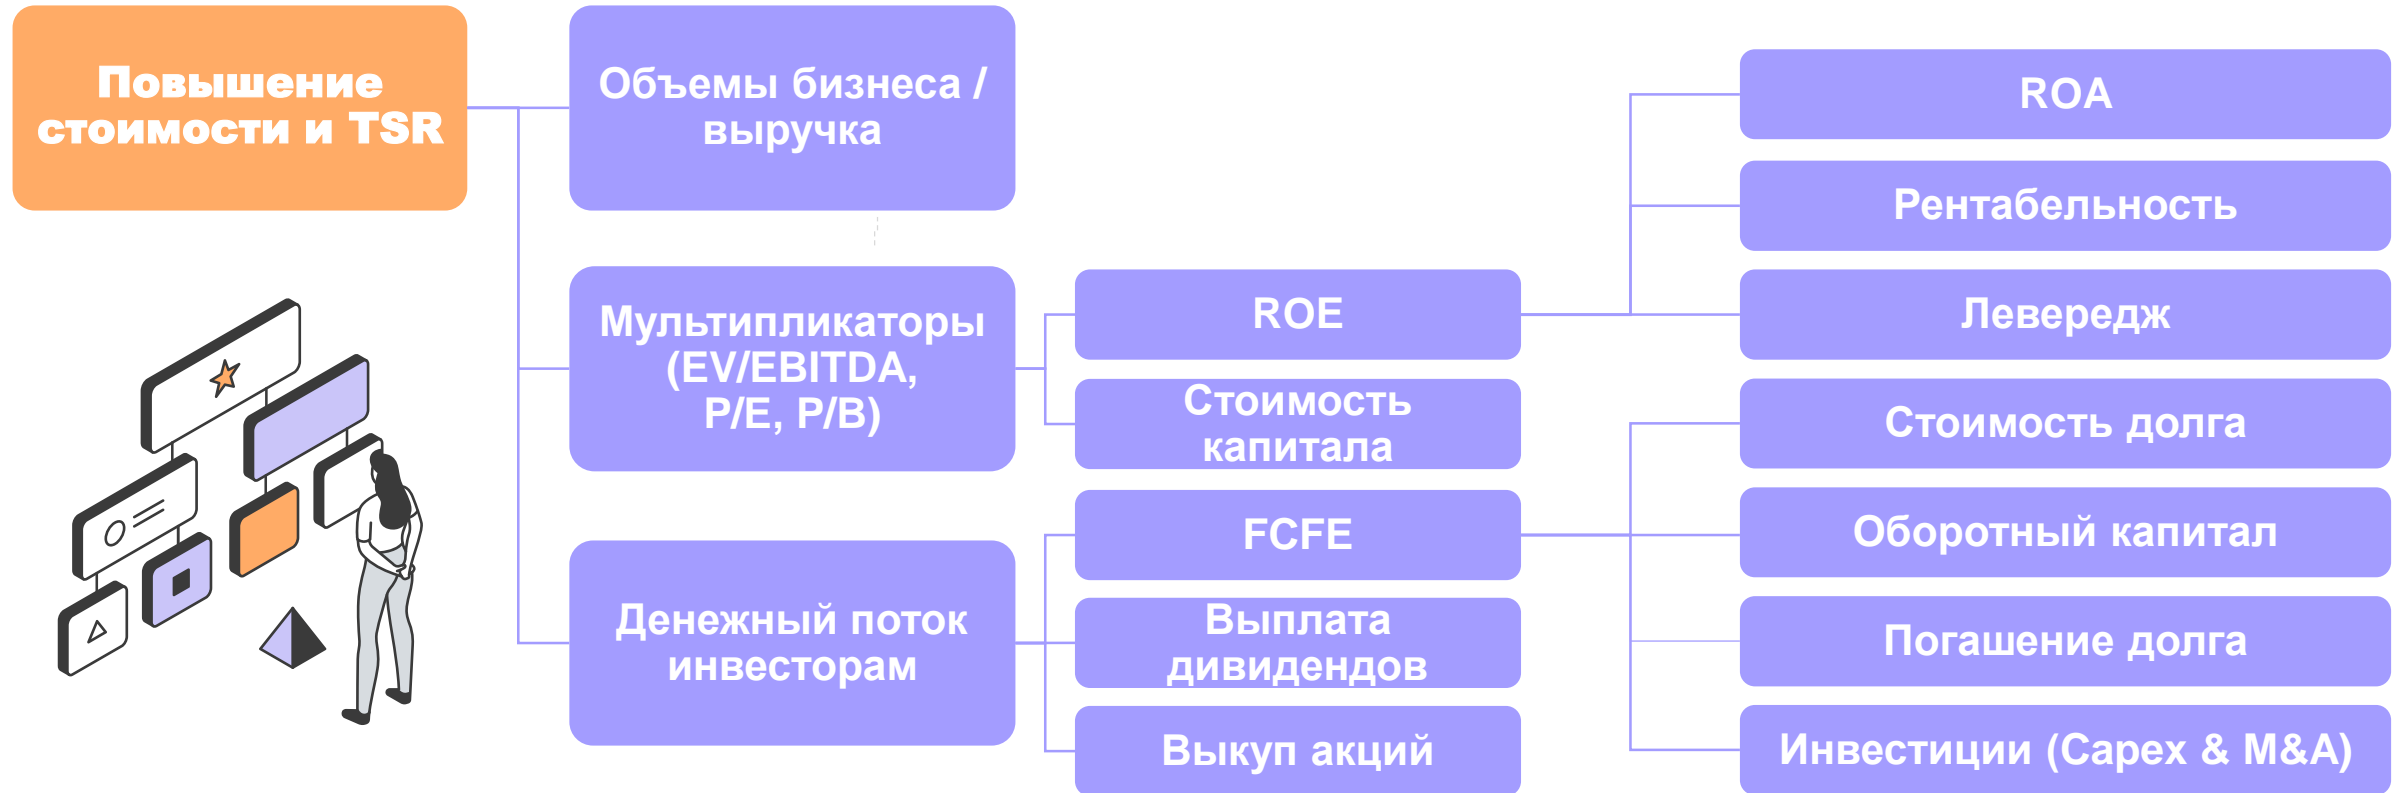 Повышение
стоимости и TSR
Объемы бизнеса /
выручка
Мультипликаторы
(EV/EBITDA,
P/E, P/B)
Денежный поток
инвесторам
ROE
Стоимость
капитала
FCFE
Выплата
дивидендов
Выкуп акций
ROA
Рентабельность
Левередж
Стоимость долга
Оборотный капитал
Погашение долга
Инвестиции (Capex & M&A)